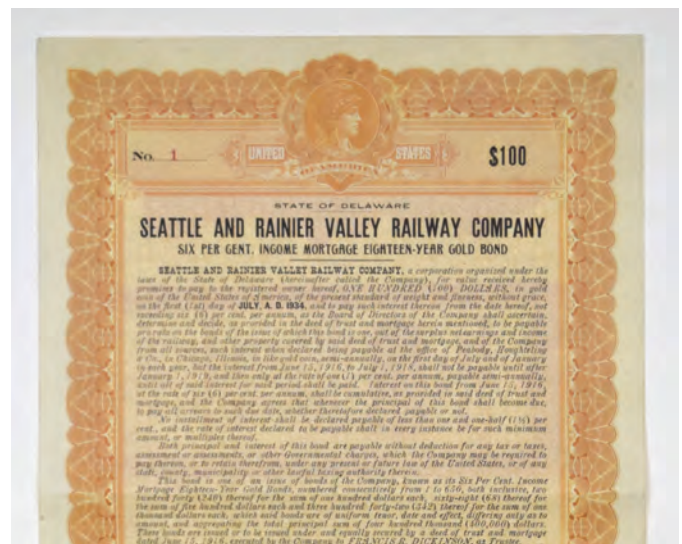 No. 1
UNITED STATES
OF AMERICA
$100
STATE OF DELAWARE
SEATTLE AND RAINIER VALLEY RAILWAY COMPANY
SIX PER CENT. INCOME MORTGAGE EIGHTEEN-YEAR GOLD BOND
SEATTLE AND RAINIER VALLEY RAILWAY COMPANY, a corporation organized under the
laws of the State of Delaware (hereinafter called the Company), for value received hereby
promises to pay to the registered owner hereof, ONE HUNDRED (100) DOLLARS, in gold
coin of the United States of America, of the present standard of weight and fineness, without grace,
on the first (1st) day of JULY, A. D. 1934, and to pay such interest thereon from the date hereof, not
exceeding six (6) per cent. per annum, as the Board of Directors of the Company shall ascertain,
determine and decide, as provided in the deed of trust and mortgage herein mentioned, to be payable
pro rata on the bonds of the issue of which this bond is one, out of the surplus net earnings and income
of the railway, and other property covered by said deed of trust and mortgage, and of the Company
from all sources, such interest when declared being payable at the office of Peabody, Houghteling
& Co., in Chicago, Illinois, in like gold coin, semi-annually, on the first day of July and of January
in each year, but the interest from June 15, 1916, to July 1, 1918, shall not be payable until after
January 1, 1919, and then only at the rate of one (1) per cent. per annum, payable semi-annually,
until all of said interest for said period shall be paid. Interest on this bond from June 15, 1916,
at the rate of six (6) per cent. per annum, shall be cumulative, as provided in said deed of trust and
mortgage, and the Company agrees that whenever the principal of this bond shall become due,
to pay all arrears to such due date, whether theretofore declared payable or not.
No installment of interest shall be declared payable of less than one and one-half (1½) per
cent., and the rate of interest declared to be payable shall in every instance be for such minimum
amount, or multiples thereof.
Both principal and interest of this bond are payable without deduction for any tax or taxes,
assessment or assessments, or other Governmental charges, which the Company may be required to
pay thereon, or to retain therefrom, under any present or future law of the United States, or of any
state, county, municipality or other lawful taxing authority therein.
This bond is one of an issue of bonds of the Company, known as its Six Per Cent. Income
Mortgage Eighteen-Year Gold Bonds, numbered consecutively from 1 to 650, both inclusive, two
hundred forty (240) thereof for the sum of one hundred dollars each, sixty-eight (68) thereof for
the sum of five hundred dollars each and three hundred forty-two (342) thereof for the sum of one
thousand dollars each, which said bonds are of uniform tenor, date and effect, differing only as to
amount, and aggregating the total principal sum of four hundred thousand (400,000) dollars.
These bonds are issued or to be issued under and equally secured by a deed of trust and mortgage
dated June 15, 1916, executed by the Company to FRANCIS R. DICKINSON, as Trustee.